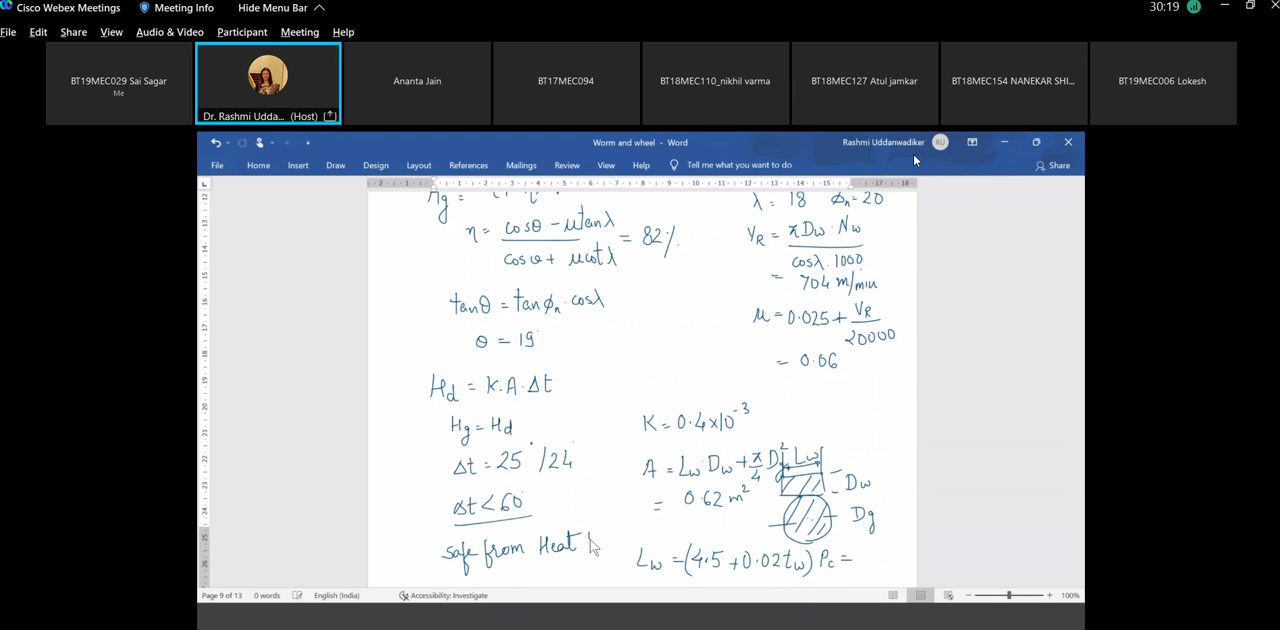 Cisco Webex Meetings Meeting Info Hide Menu Bar 30:19
File Edit Share View Audio & Video Participant Meeting Help
BT19MEC029 Sai Sagar
Me
Dr. Rashmi Udda... (Host)
Ananta Jain
BT17MEC094
BT18MEC110_nikhil varma
BT18MEC127 Atul jamkar
BT18MEC154 NANEKAR SHI...
BT19MEC006 Lokesh
Worm and wheel - Word
Rashmi Uddanwadiker RU
File Home Insert Draw Design Layout References Mailings Review View Help Tell me what you want to do Share
Hg =
η = cosθ - μtanλ / cosθ + μcotλ = 82%.
tanθ = tanϕn · cosλ
θ = 19°
Hd = K.A.Δt
Hg = Hd
Δt = 25° / 24
Δt < 60°
safe from Heat
λ = 18 ϕn = 20
VR = πDw · Nw / cosλ . 1000
= 704 m/min
μ = 0.025 + VR / 20000
= 0.06
K = 0.4 x 10⁻³
A = Lw Dw + π/4 Dg²
= 0.62 m²
Lw
Dw
Dg
Lw = (4.5 + 0.02 tw) Pc =
Page 9 of 13 0 words English (India) Accessibility: Investigate 100%